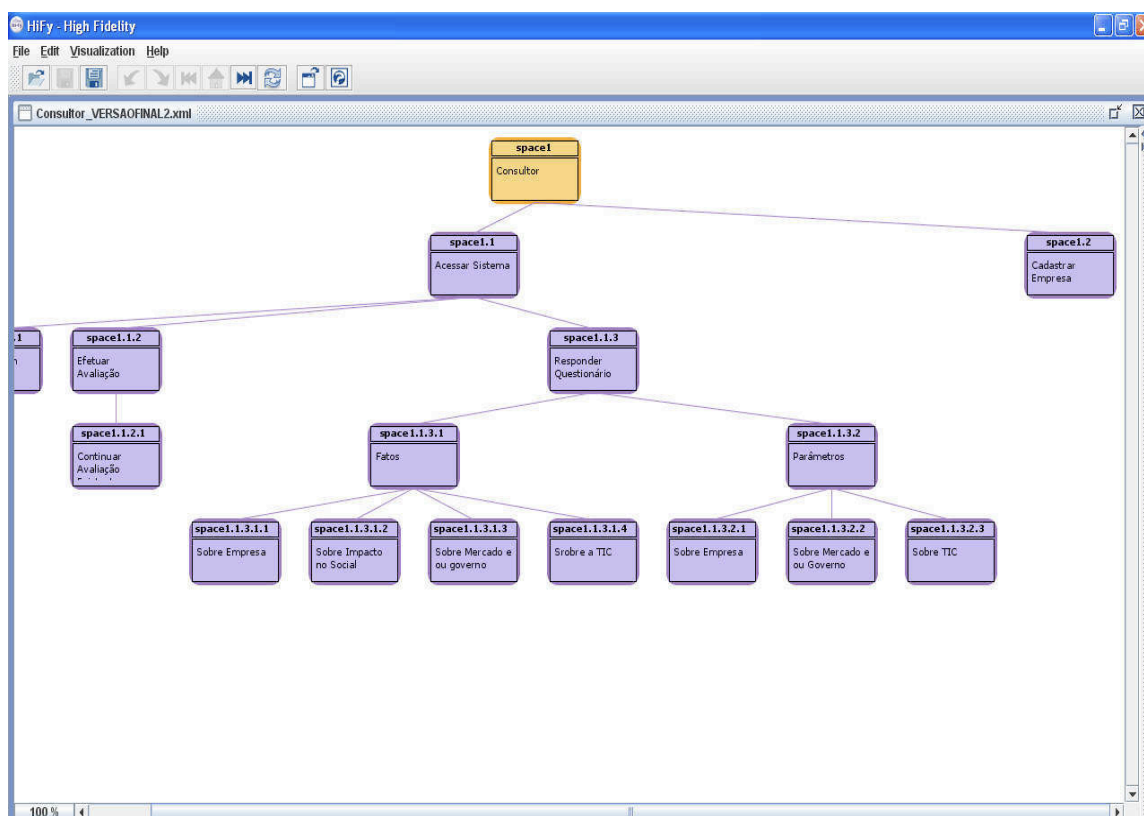 HiFy - High Fidelity
File Edit Visualization Help
Consultor_VERSAOFINAL2.xml
space1
Consultor
space1.1
Acessar Sistema
space1.2
Cadastrar
Empresa
.1
space1.1.2
Efetuar
Avaliação
space1.1.3
Responder
Questionário
space1.1.2.1
Continuar
Avaliação
space1.1.3.1
Fatos
space1.1.3.2
Parâmetros
space1.1.3.1.1
Sobre Empresa
space1.1.3.1.2
Sobre Impacto
no Social
space1.1.3.1.3
Sobre Mercado e
ou governo
space1.1.3.1.4
Srobre a TIC
space1.1.3.2.1
Sobre Empresa
space1.1.3.2.2
Sobre Mercado e
ou Governo
space1.1.3.2.3
Sobre TIC
100 %